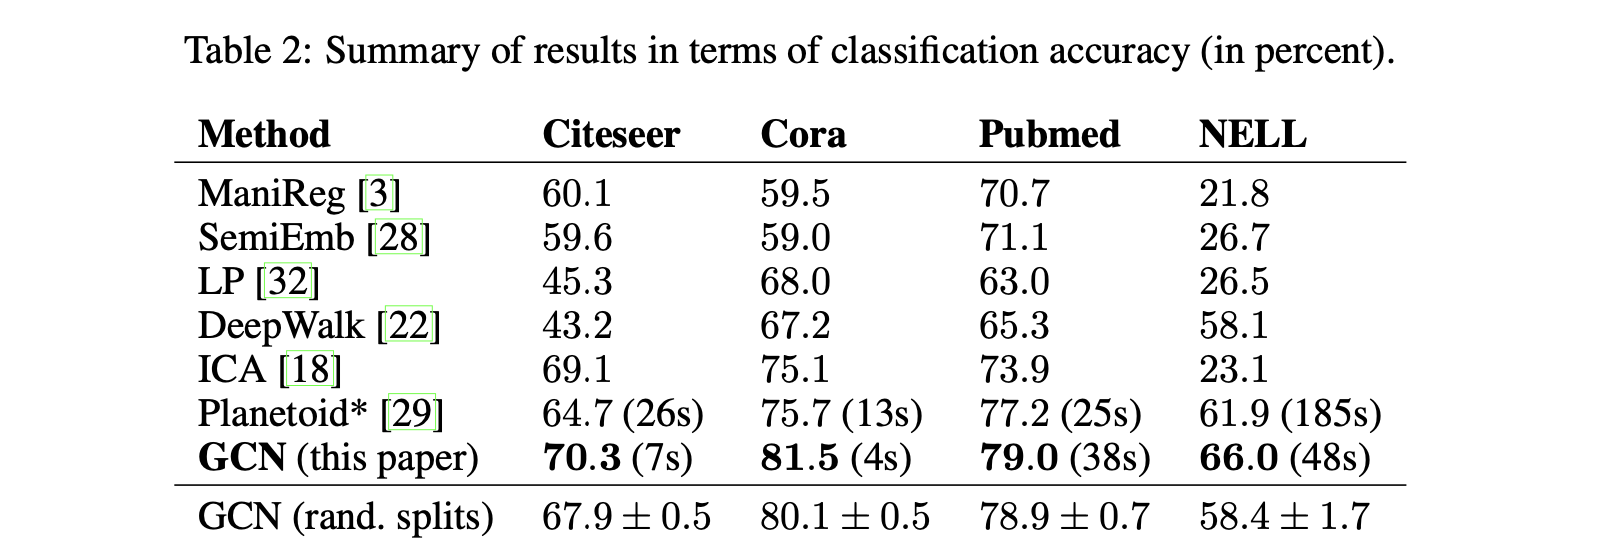 Table 2: Summary of results in terms of classification accuracy (in percent).
Method Citeseer Cora Pubmed NELL
ManiReg [3] 60.1 59.5 70.7 21.8
SemiEmb [28] 59.6 59.0 71.1 26.7
LP [32] 45.3 68.0 63.0 26.5
DeepWalk [22] 43.2 67.2 65.3 58.1
ICA [18] 69.1 75.1 73.9 23.1
Planetoid* [29] 64.7 (26s) 75.7 (13s) 77.2 (25s) 61.9 (185s)
GCN (this paper) 70.3 (7s) 81.5 (4s) 79.0 (38s) 66.0 (48s)
GCN (rand. splits) 67.9 ± 0.5 80.1 ± 0.5 78.9 ± 0.7 58.4 ± 1.7